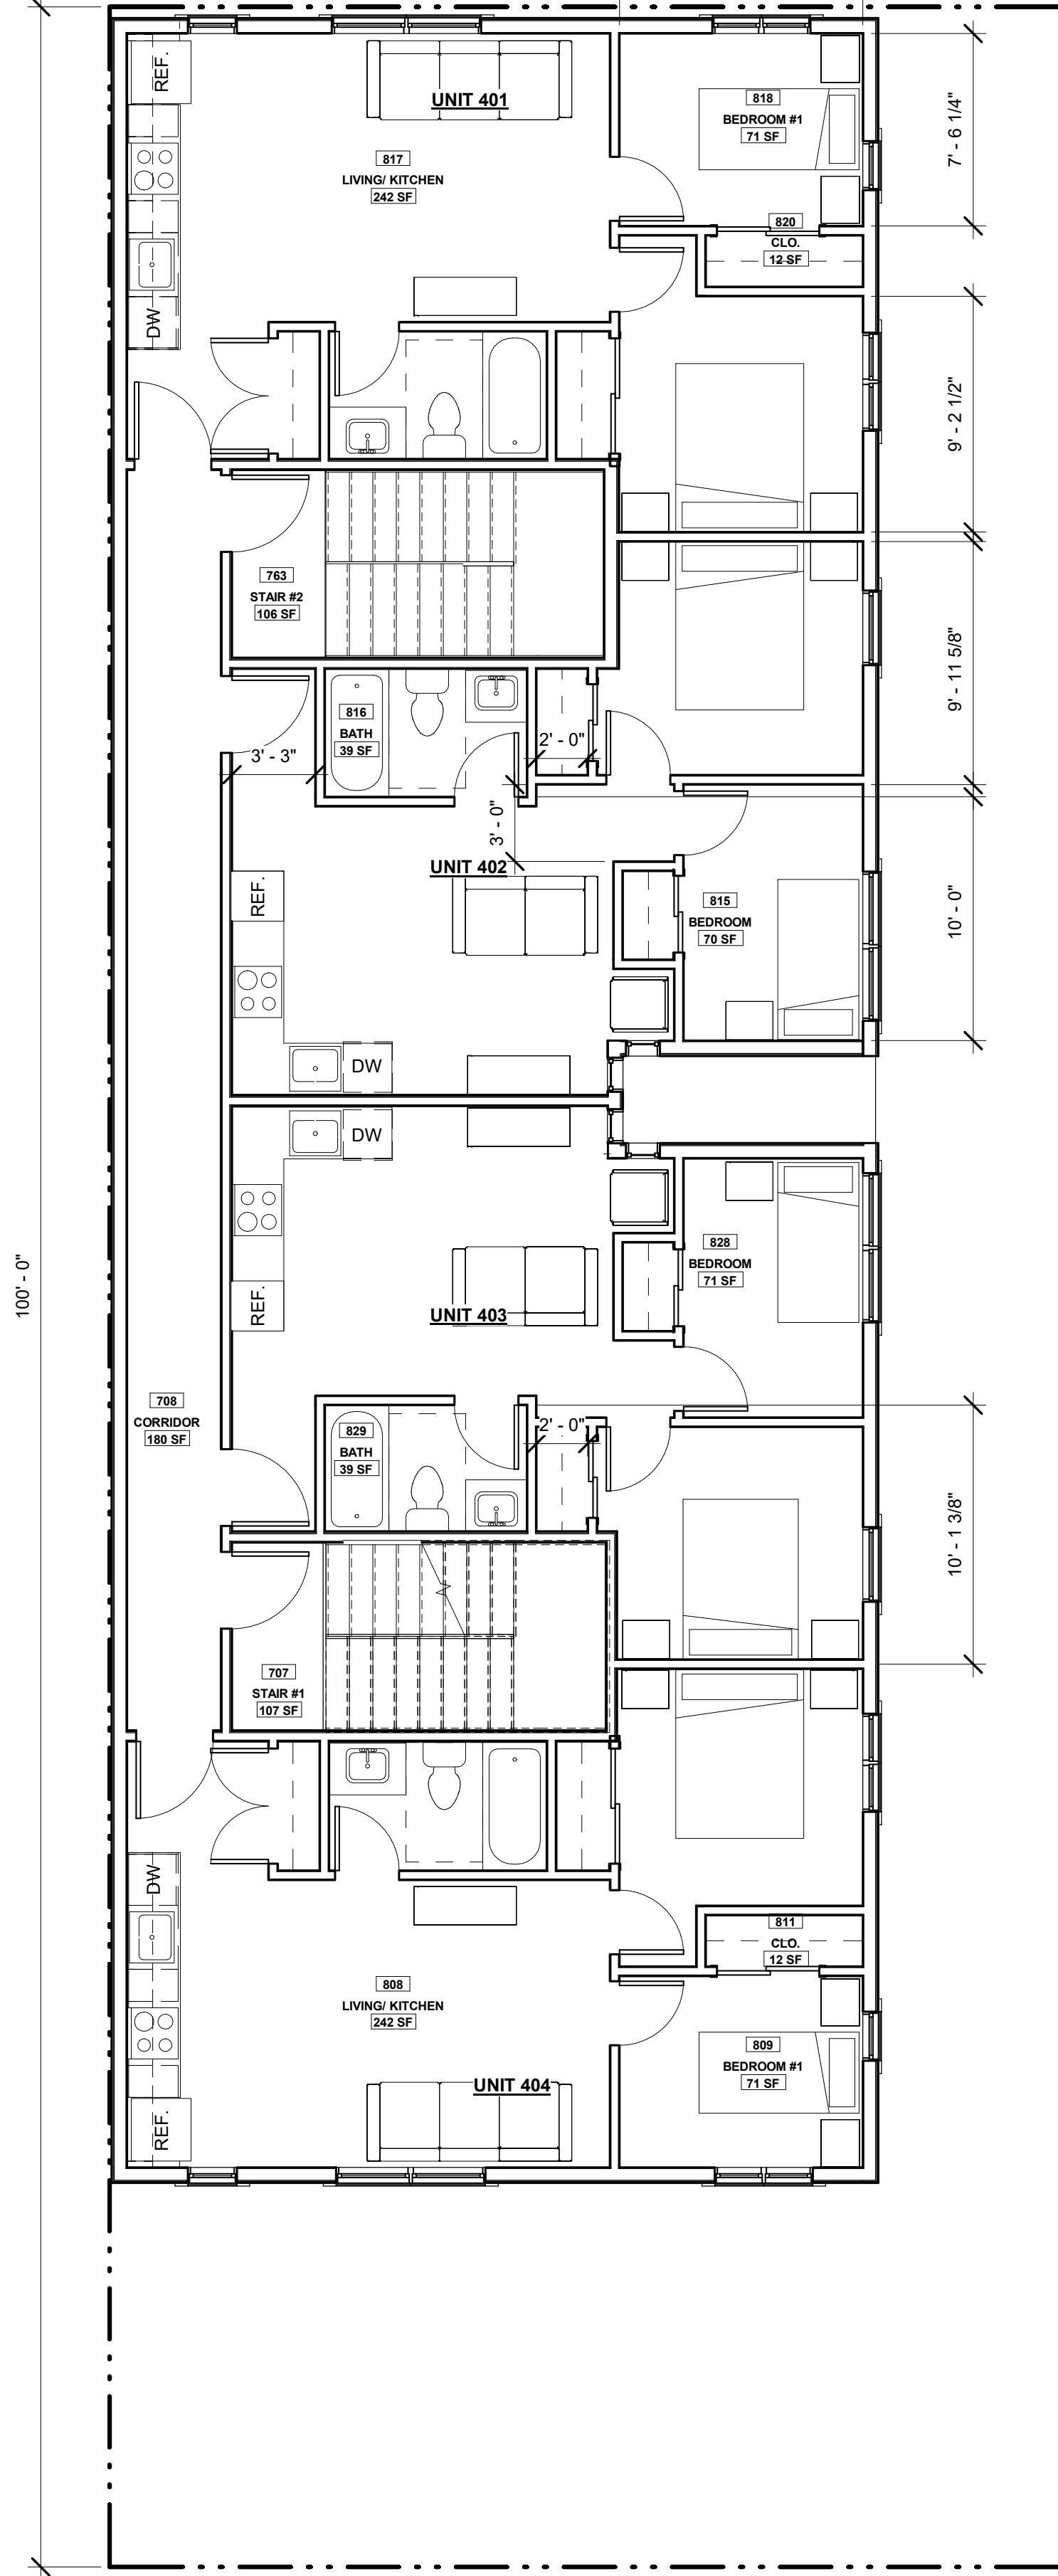 REF.
UNIT 401
818
BEDROOM #1
71 SF
7' - 6 1/4"
817
LIVING/ KITCHEN
242 SF
820
CLO.
12 SF
DW
9' - 2 1/2"
763
STAIR #2
106 SF
9' - 11 5/8"
816
BATH
39 SF
3' - 3"
2' - 0"
3' - 0"
UNIT 402
REF.
815
BEDROOM
70 SF
10' - 0"
DW
DW
828
BEDROOM
71 SF
100' - 0"
REF.
UNIT 403
708
CORRIDOR
180 SF
829
BATH
39 SF
2' - 0"
10' - 1 3/8"
707
STAIR #1
107 SF
DW
811
CLO.
12 SF
808
LIVING/ KITCHEN
242 SF
809
BEDROOM #1
71 SF
UNIT 404
REF.